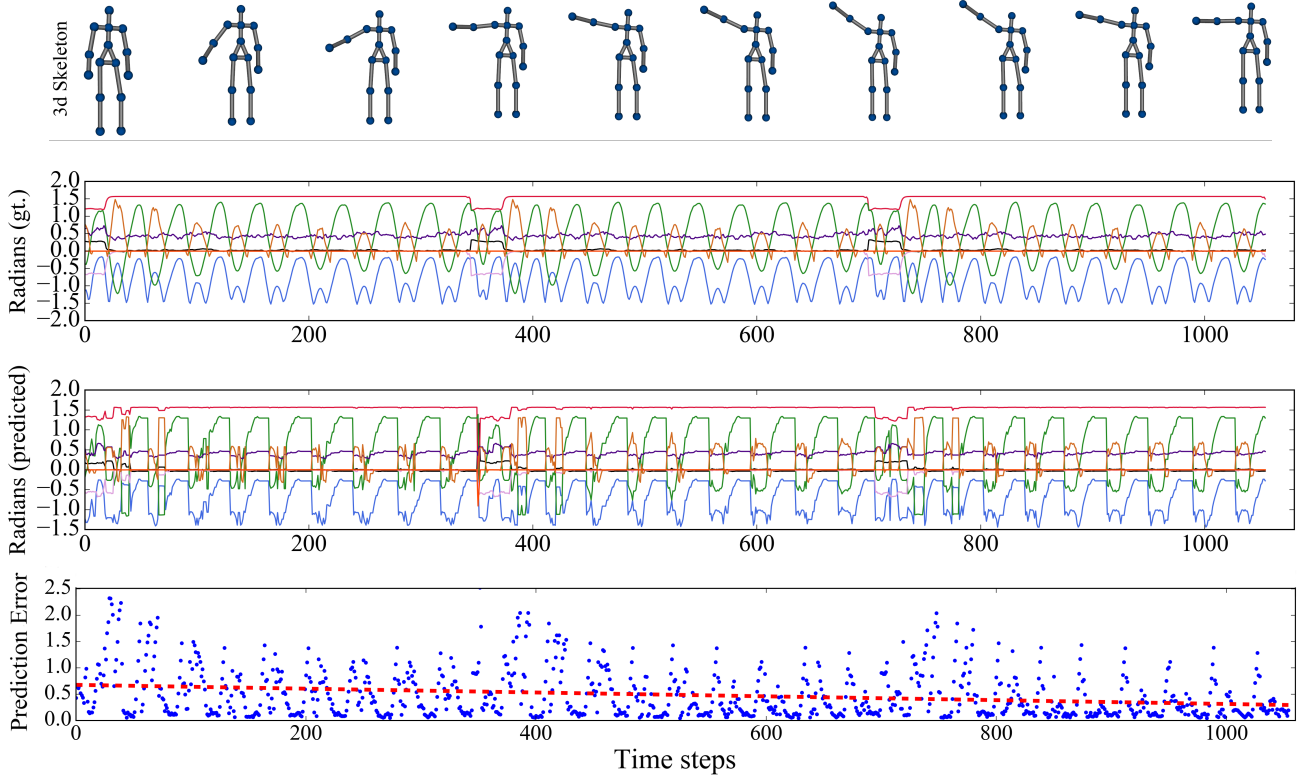 3d Skeleton
Radians (gt.)
2.0
1.5
1.0
0.5
0.0
−0.5
−1.0
−1.5
−2.0
0 200 400 600 800 1000
Radians (predicted)
2.0
1.5
1.0
0.5
0.0
−0.5
−1.0
−1.5
0 200 400 600 800 1000
Prediction Error
2.5
2.0
1.5
1.0
0.5
0.0
0 200 400 600 800 1000
Time steps